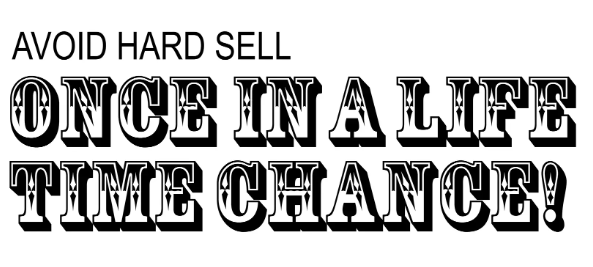 AVOID HARD SELL
ONCE IN A LIFE
TIME CHANCE!